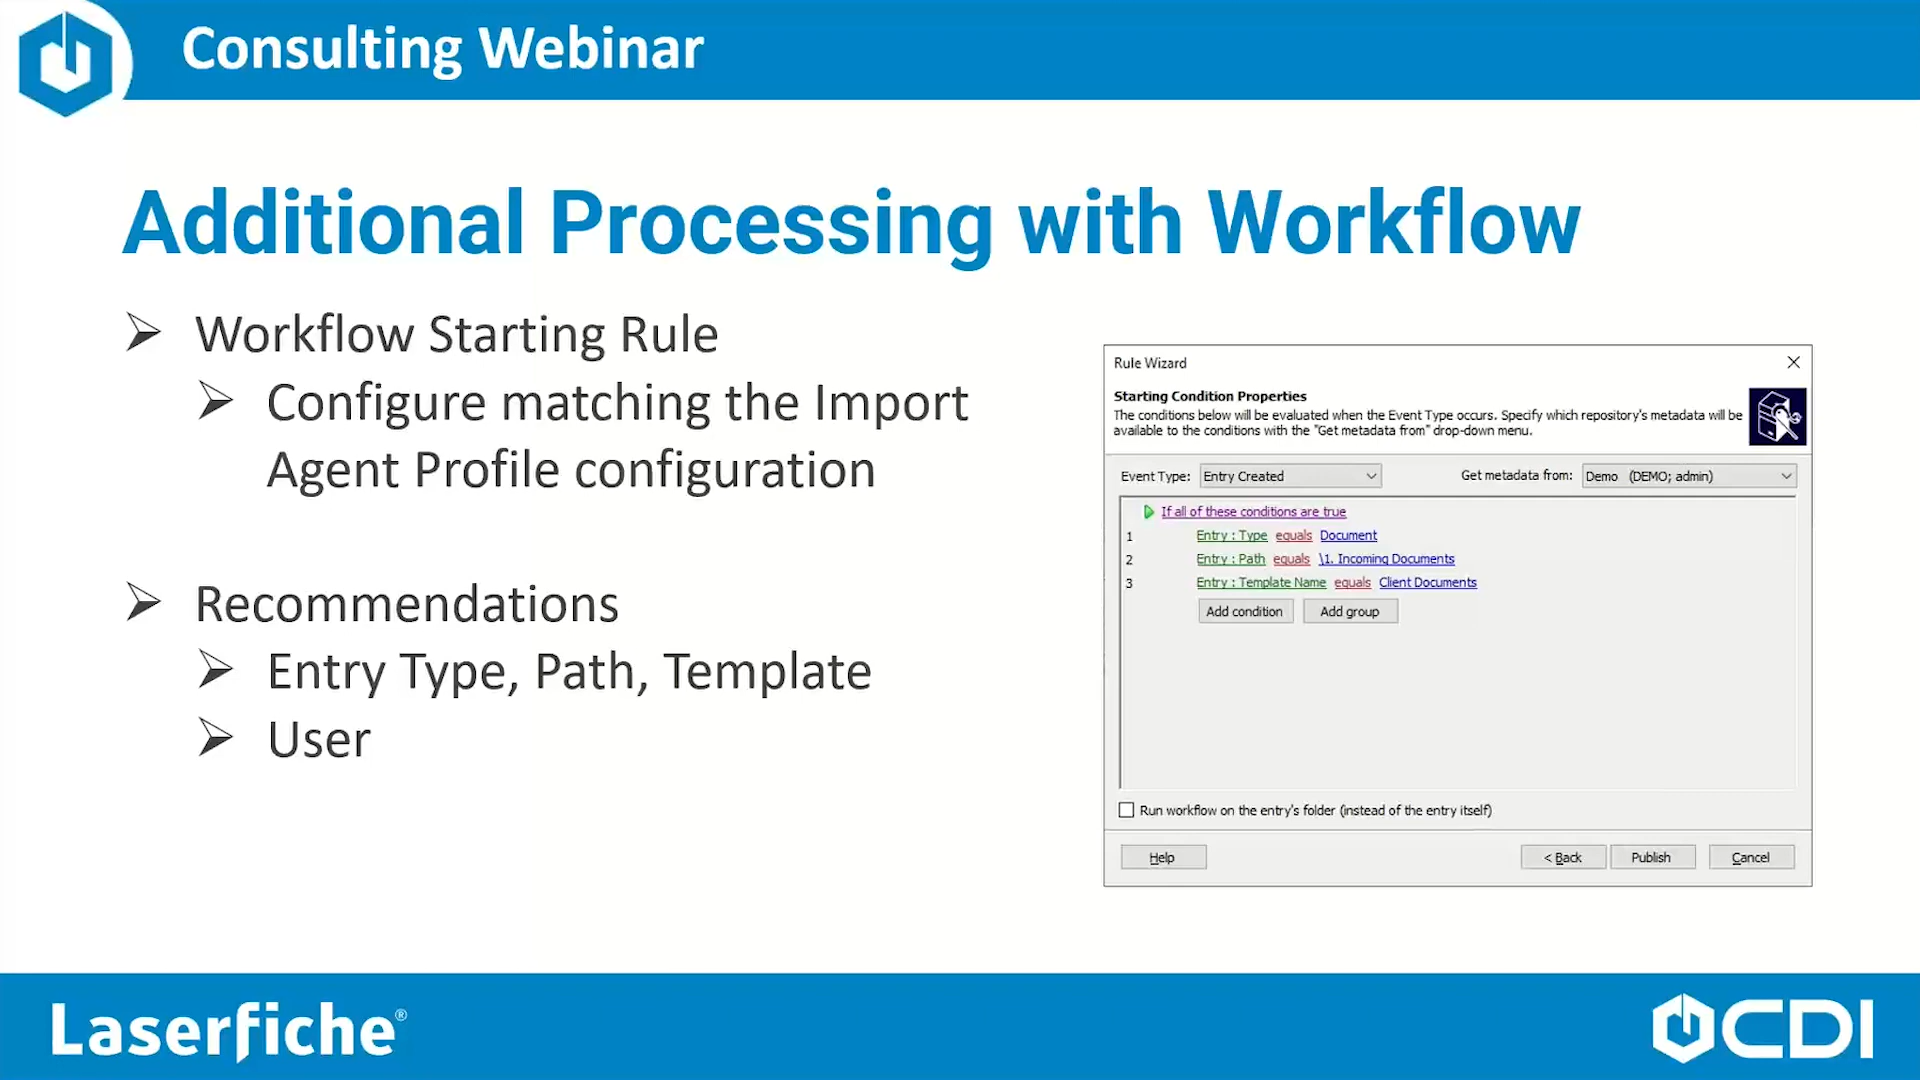 Consulting Webinar
Additional Processing with Workflow
Workflow Starting Rule
Configure matching the Import
Agent Profile configuration
Recommendations
Entry Type, Path, Template
User
Rule Wizard
Starting Condition Properties
The conditions below will be evaluated when the Event Type occurs. Specify which repository's metadata will be
available to the conditions with the "Get metadata from" drop-down menu.
Event Type: Entry Created Get metadata from: Demo (DEMO; admin)
If all of these conditions are true
1 Entry : Type equals Document
2 Entry : Path equals \1. Incoming Documents
3 Entry : Template Name equals Client Documents
Add condition Add group
Run workflow on the entry's folder (instead of the entry itself)
Help < Back Publish Cancel
Laserfiche® CDI